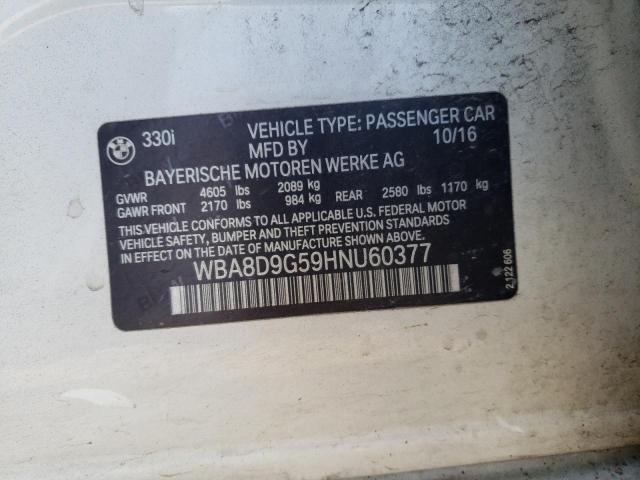 BMW
330i VEHICLE TYPE: PASSENGER CAR
MFD BY 10/16
BAYERISCHE MOTOREN WERKE AG
GVWR 4605 lbs 2089 kg
GAWR FRONT 2170 lbs 984 kg REAR 2580 lbs 1170 kg
THIS VEHICLE CONFORMS TO ALL APPLICABLE U.S. FEDERAL MOTOR
VEHICLE SAFETY, BUMPER AND THEFT PREVENTION STANDARDS
IN EFFECT ON THE DATE OF MANUFACTURE SHOWN ABOVE.
WBA8D9G59HNU60377
2 122 606